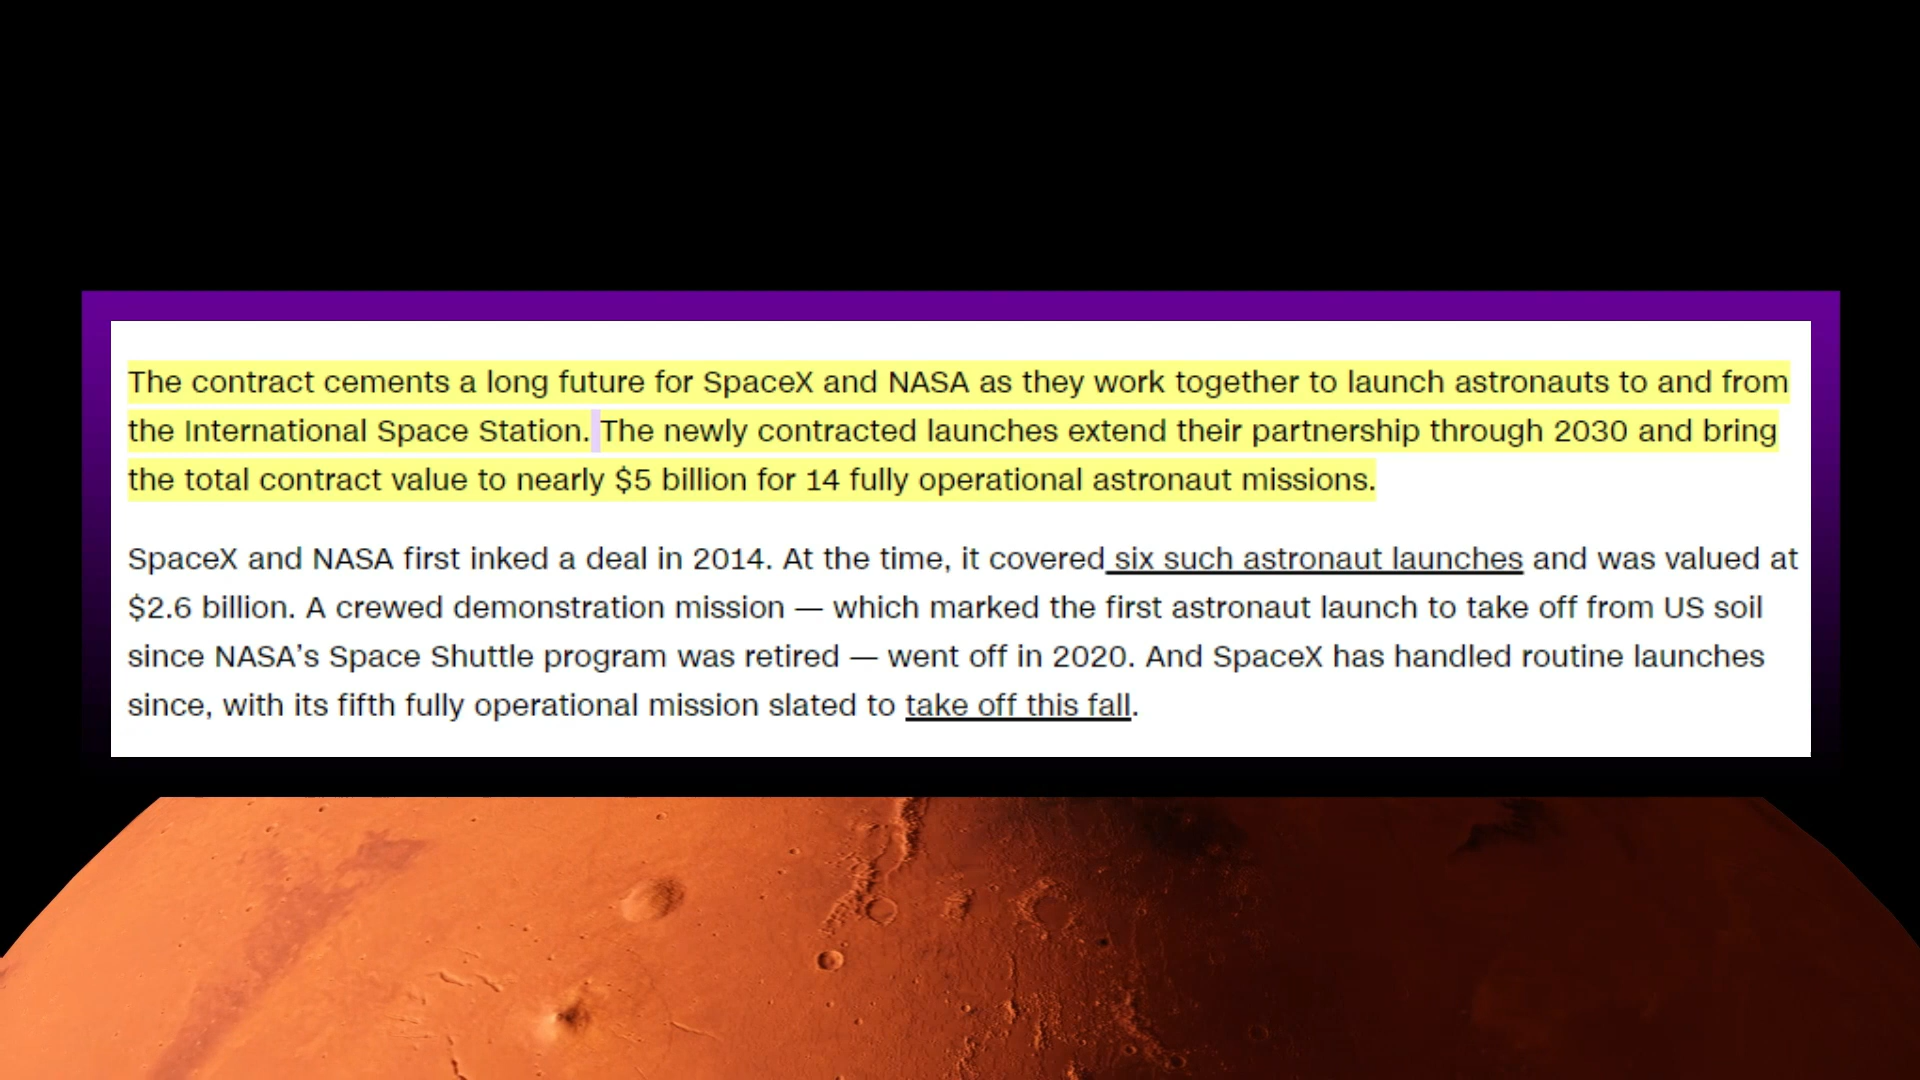 The contract cements a long future for SpaceX and NASA as they work together to launch astronauts to and from
the International Space Station. The newly contracted launches extend their partnership through 2030 and bring
the total contract value to nearly $5 billion for 14 fully operational astronaut missions.
SpaceX and NASA first inked a deal in 2014. At the time, it covered six such astronaut launches and was valued at
$2.6 billion. A crewed demonstration mission — which marked the first astronaut launch to take off from US soil
since NASA’s Space Shuttle program was retired — went off in 2020. And SpaceX has handled routine launches
since, with its fifth fully operational mission slated to take off this fall.